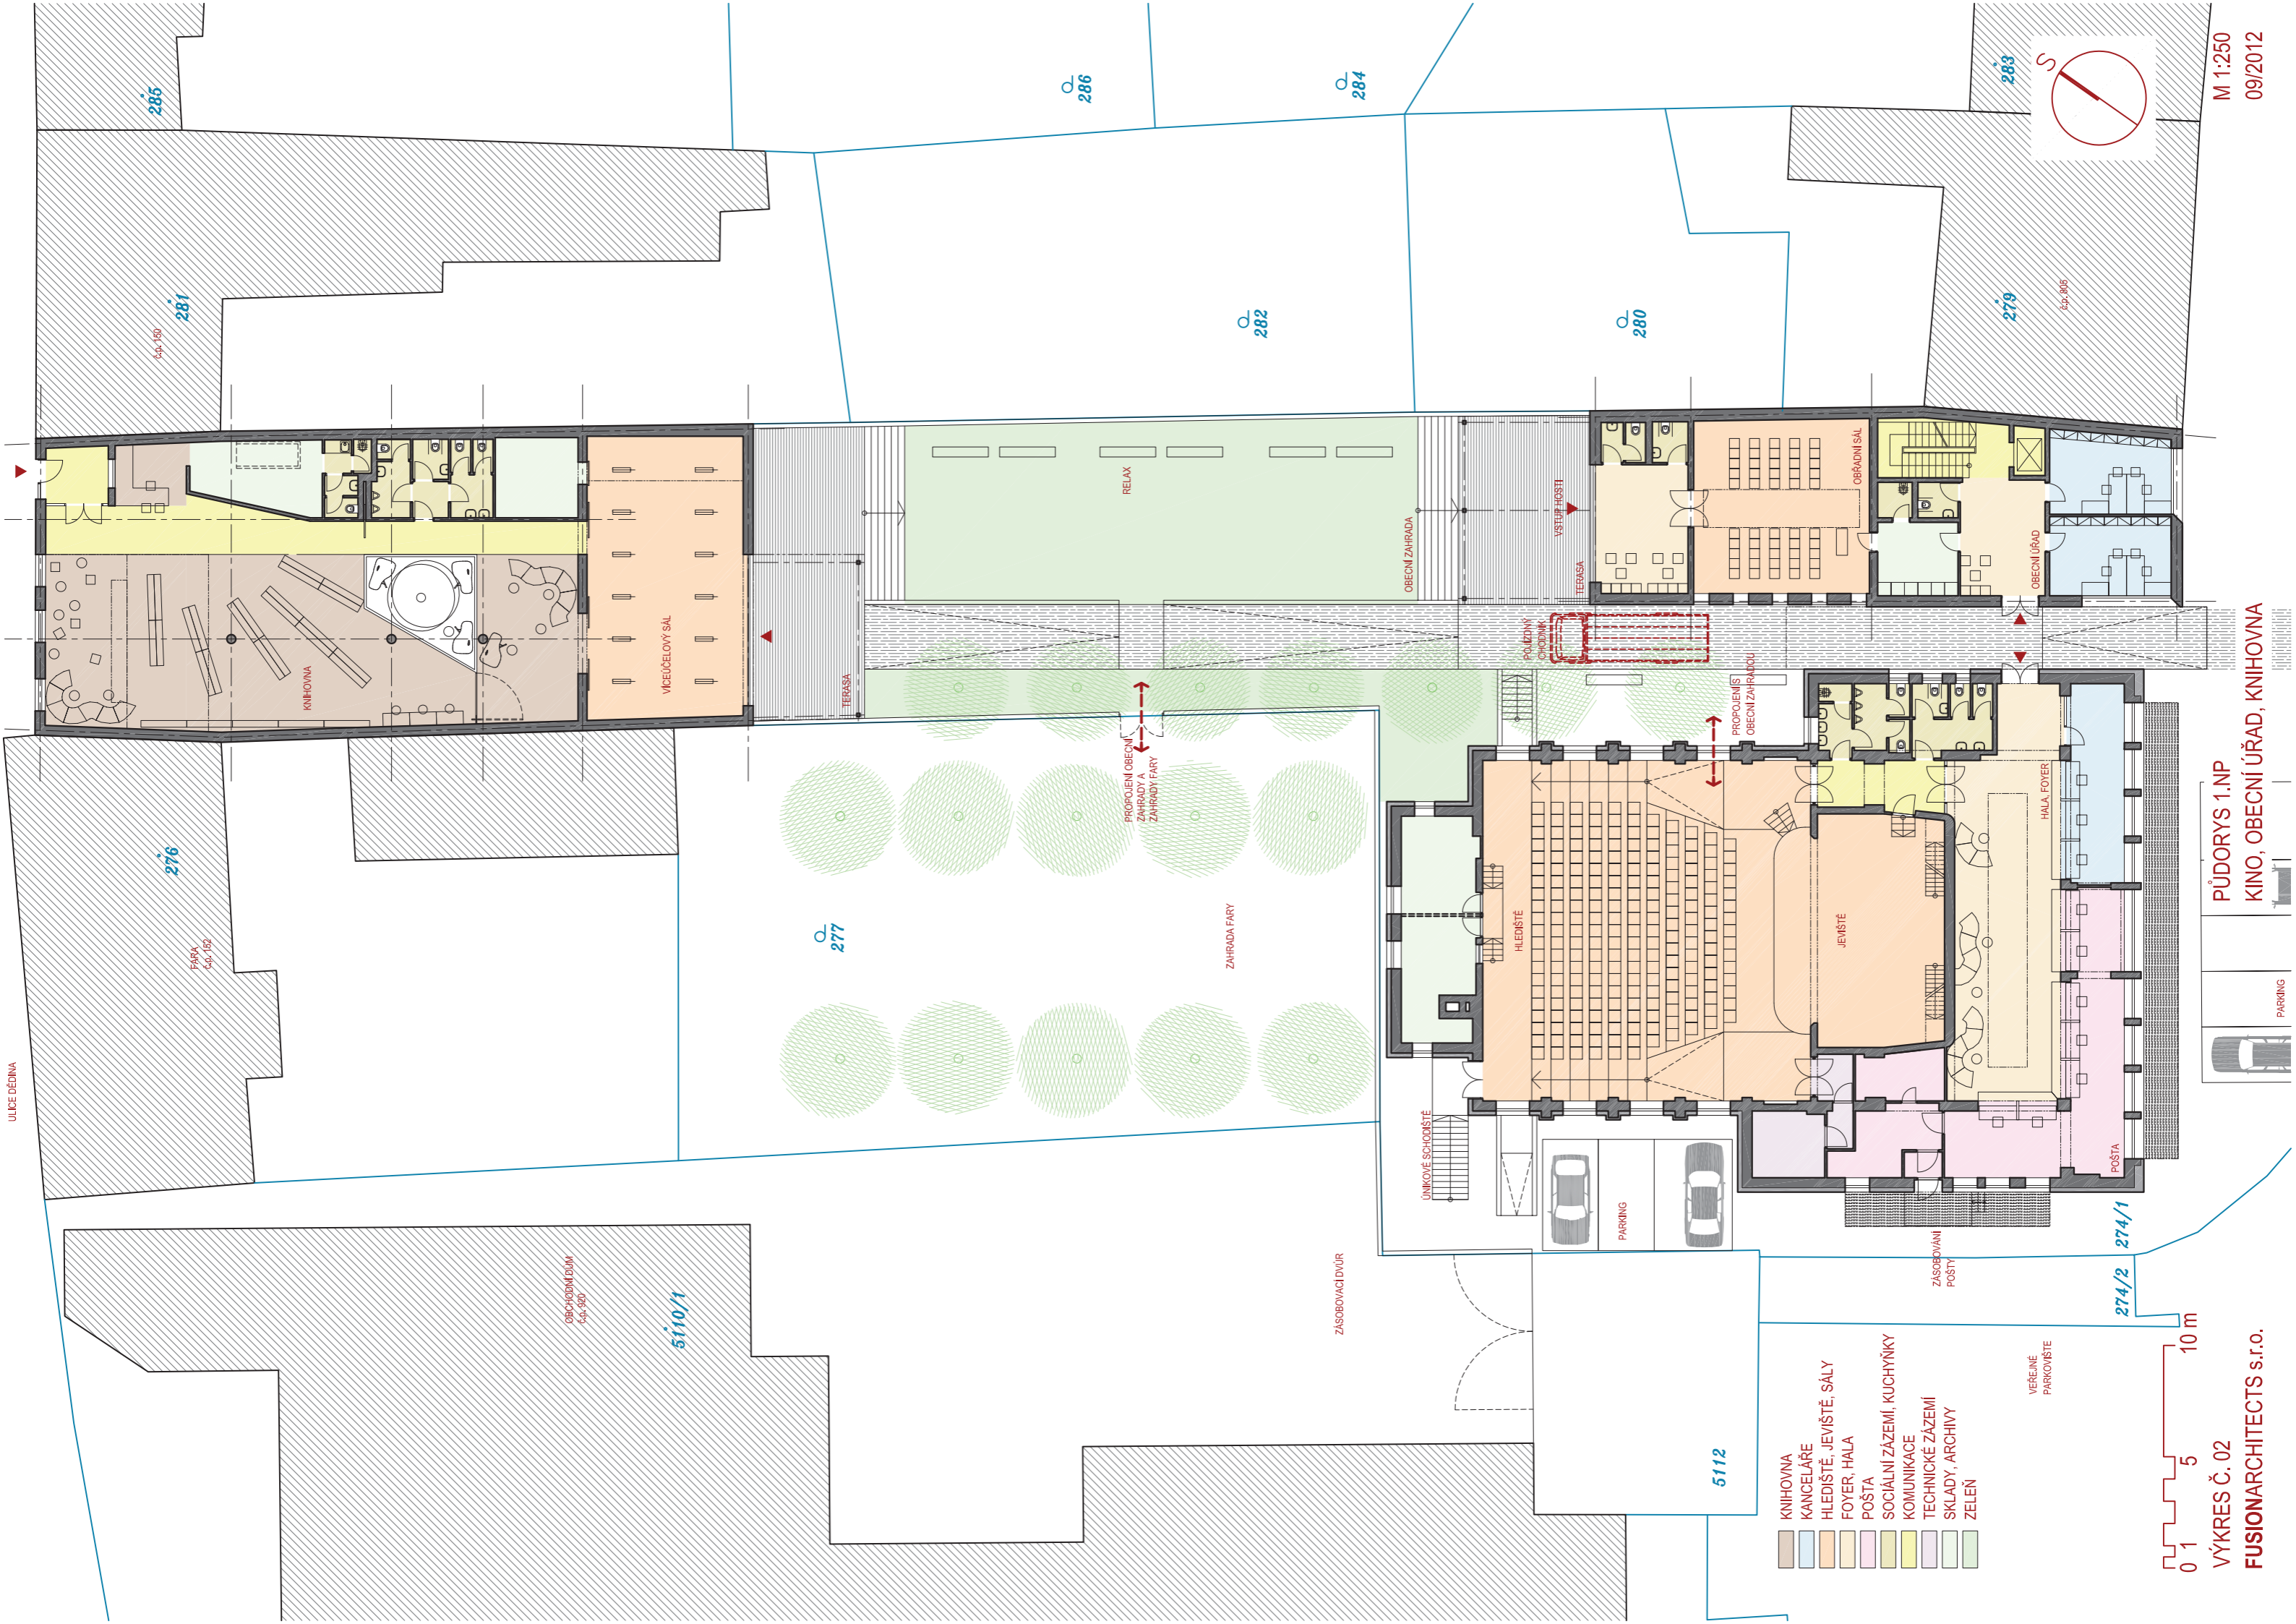 ULICE DĚDINA
FARA
č.p. 152
276
č.p. 150
281
285
KNIHOVNA
VÍCEÚČELOVÝ SÁL
TERASA
OBCHODNÍ DŮM
č.p. 920
5110/1
277
ZAHRADA FARY
PROPOJENÍ OBECNÍ
ZAHRADY A
ZAHRADY FARY
RELAX
OBECNÍ ZAHRADA
286
284
282
280
ZÁSOBOVACÍ DVŮR
ÚNIKOVÉ SCHODIŠTĚ
PARKING
HLEDIŠTĚ
JEVIŠTĚ
POJÍZDNÝ
CHODNÍK
PROPOJENÍ S
OBECNÍ ZAHRADOU
TERASA
VSTUP HOSTÍ
OBŘADNÍ SÁL
OBECNÍ ÚŘAD
HALA, FOYER
POŠTA
ZÁSOBOVÁNÍ
POŠTY
274/1
274/2
279
č.p. 805
283
S
5112
VEŘEJNÉ
PARKOVIŠTĚ
PARKING
KNIHOVNA
KANCELÁŘE
HLEDIŠTĚ, JEVIŠTĚ, SÁLY
FOYER, HALA
POŠTA
SOCIÁLNÍ ZÁZEMÍ, KUCHYŇKY
KOMUNIKACE
TECHNICKÉ ZÁZEMÍ
SKLADY, ARCHIVY
ZELEŇ
0 1 5 10 m
VÝKRES Č. 02
FUSIONARCHITECTS s.r.o.
PŮDORYS 1.NP
KINO, OBECNÍ ÚŘAD, KNIHOVNA
M 1:250
09/2012